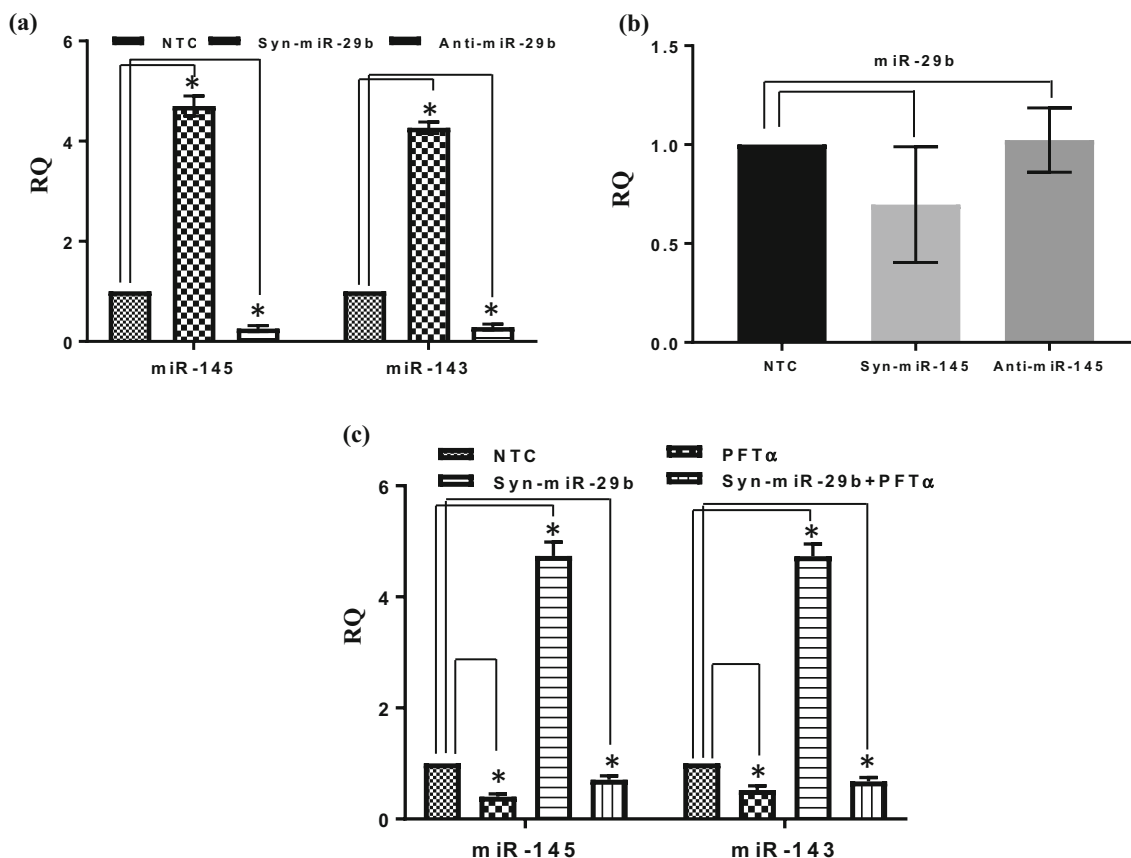 (a)
NTC Syn-miR-29b Anti-miR-29b
6
4
2
0
RQ
* * * *
miR-145 miR-143
(b)
miR-29b
1.5
1.0
0.5
0.0
RQ
NTC Syn-miR-145 Anti-miR-145
(c)
NTC PFTα
Syn-miR-29b Syn-miR-29b+PFTα
6
4
2
0
RQ
* * * * * *
miR-145 miR-143